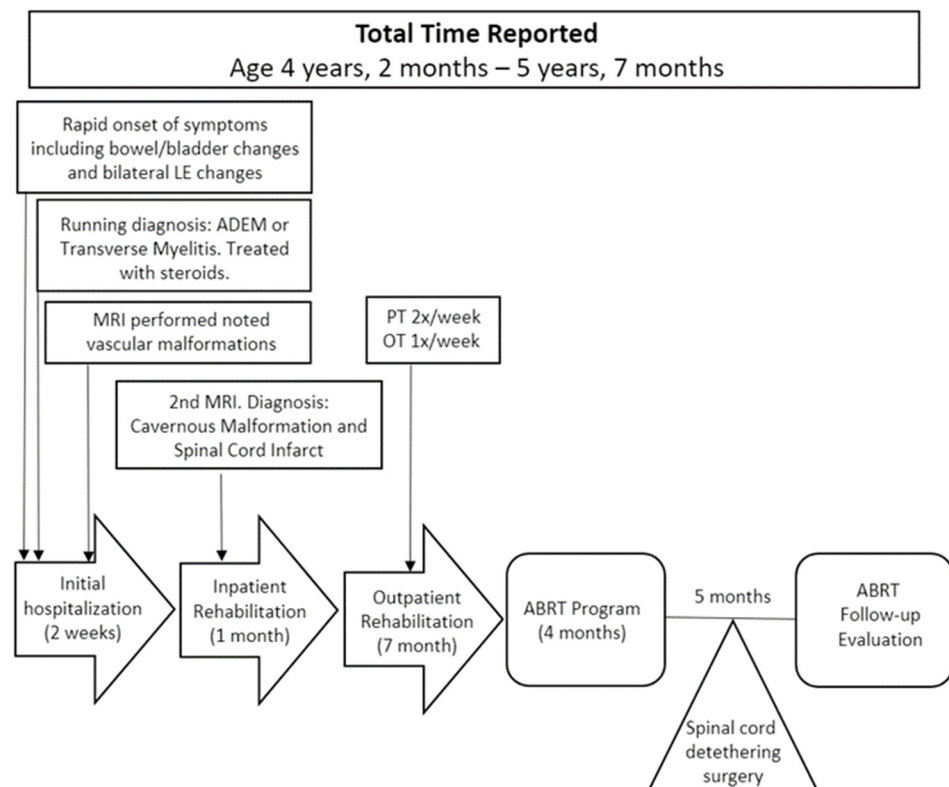 Total Time Reported
Age 4 years, 2 months – 5 years, 7 months
Rapid onset of symptoms
including bowel/bladder changes
and bilateral LE changes
Running diagnosis: ADEM or
Transverse Myelitis. Treated
with steroids.
MRI performed noted
vascular malformations
PT 2x/week
OT 1x/week
2nd MRI. Diagnosis:
Cavernous Malformation and
Spinal Cord Infarct
Initial
hospitalization
(2 weeks)
Inpatient
Rehabilitation
(1 month)
Outpatient
Rehabilitation
(7 month)
ABRT Program
(4 months)
5 months
Spinal cord
detethering
surgery
ABRT
Follow-up
Evaluation